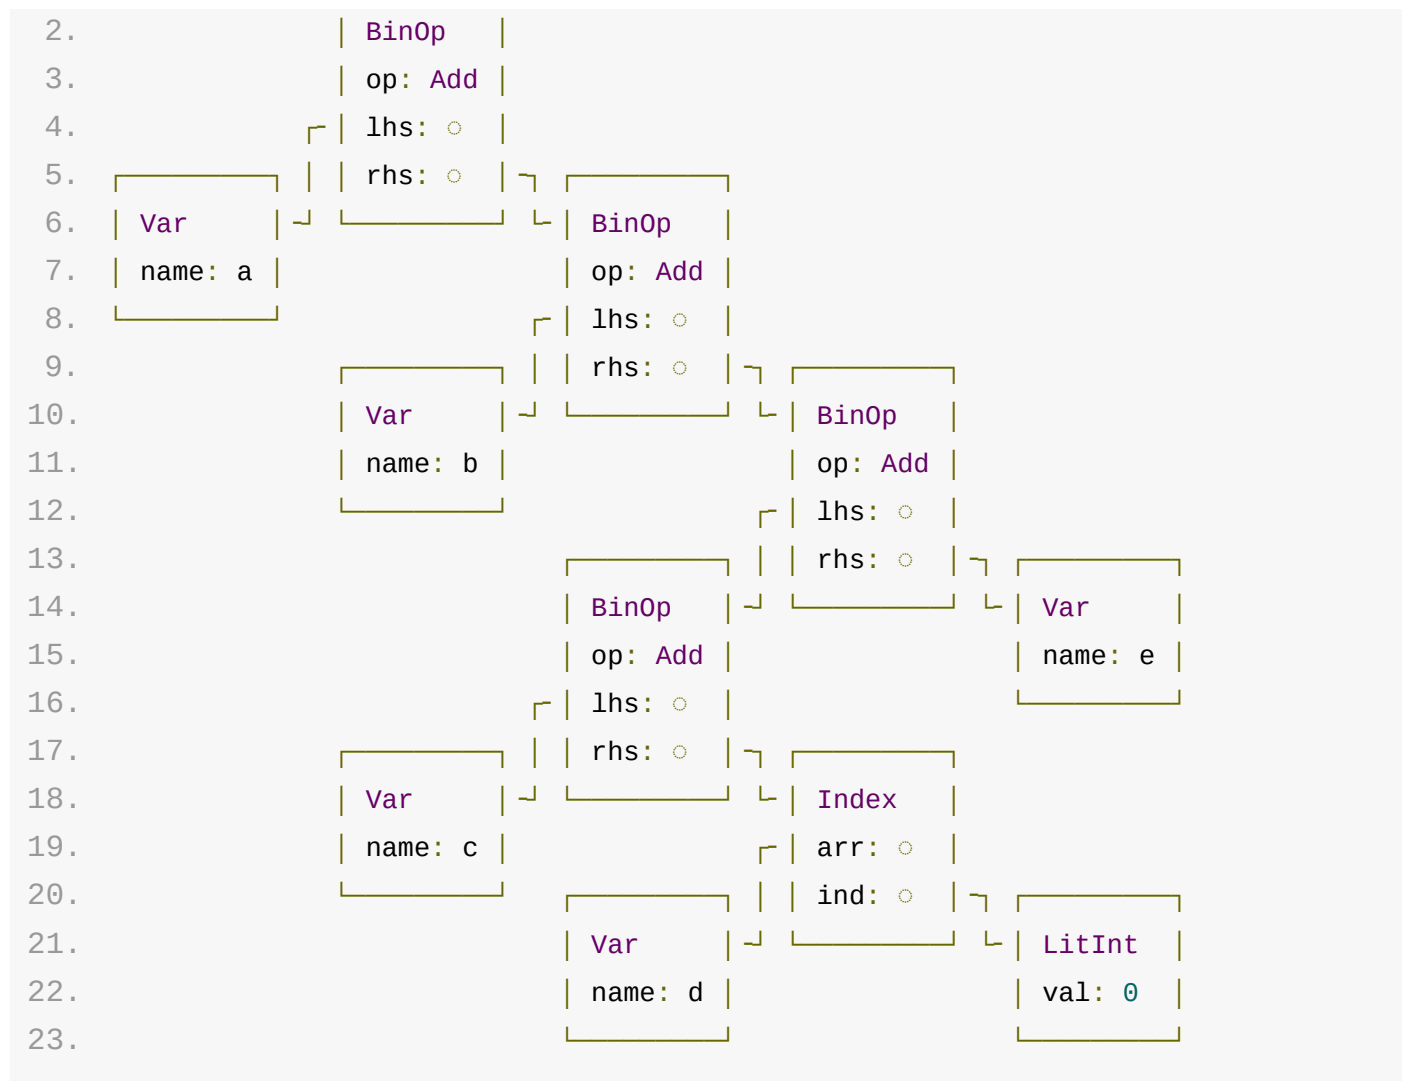 2.                │ BinOp   │
3.                │ op: Add │
4.              ┌╴│ lhs: ◌  │
5.  ┌─────────┐ │ │ rhs: ◌  │╶┐ ┌─────────┐
6.  │ Var     │╶┘ └─────────┘ └╴│ BinOp   │
7.  │ name: a │                 │ op: Add │
8.  └─────────┘               ┌╴│ lhs: ◌  │
9.                ┌─────────┐ │ │ rhs: ◌  │╶┐ ┌─────────┐
10.               │ Var     │╶┘ └─────────┘ └╴│ BinOp   │
11.               │ name: b │                 │ op: Add │
12.               └─────────┘               ┌╴│ lhs: ◌  │
13.                             ┌─────────┐ │ │ rhs: ◌  │╶┐ ┌─────────┐
14.                             │ BinOp   │╶┘ └─────────┘ └╴│ Var     │
15.                             │ op: Add │                 │ name: e │
16.                           ┌╴│ lhs: ◌  │                 └─────────┘
17.               ┌─────────┐ │ │ rhs: ◌  │╶┐ ┌─────────┐
18.               │ Var     │╶┘ └─────────┘ └╴│ Index   │
19.               │ name: c │               ┌╴│ arr: ◌  │
20.               └─────────┘   ┌─────────┐ │ │ ind: ◌  │╶┐ ┌─────────┐
21.                             │ Var     │╶┘ └─────────┘ └╴│ LitInt  │
22.                             │ name: d │                 │ val: 0  │
23.                             └─────────┘                 └─────────┘